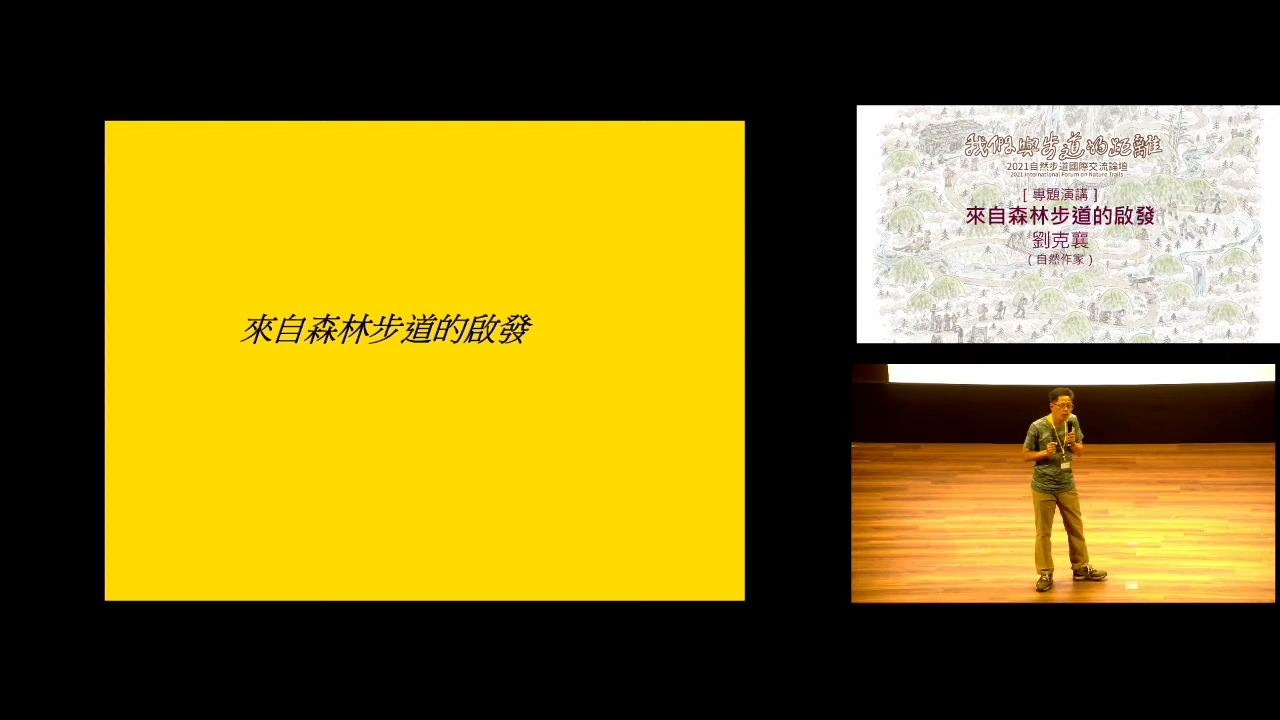 來自森林步道的啟發
我們與步道的距離
2021自然步道國際交流論壇
2021 International Forum on Nature Trails
[ 專題演講 ]
來自森林步道的啟發
劉克襄
( 自然作家 )